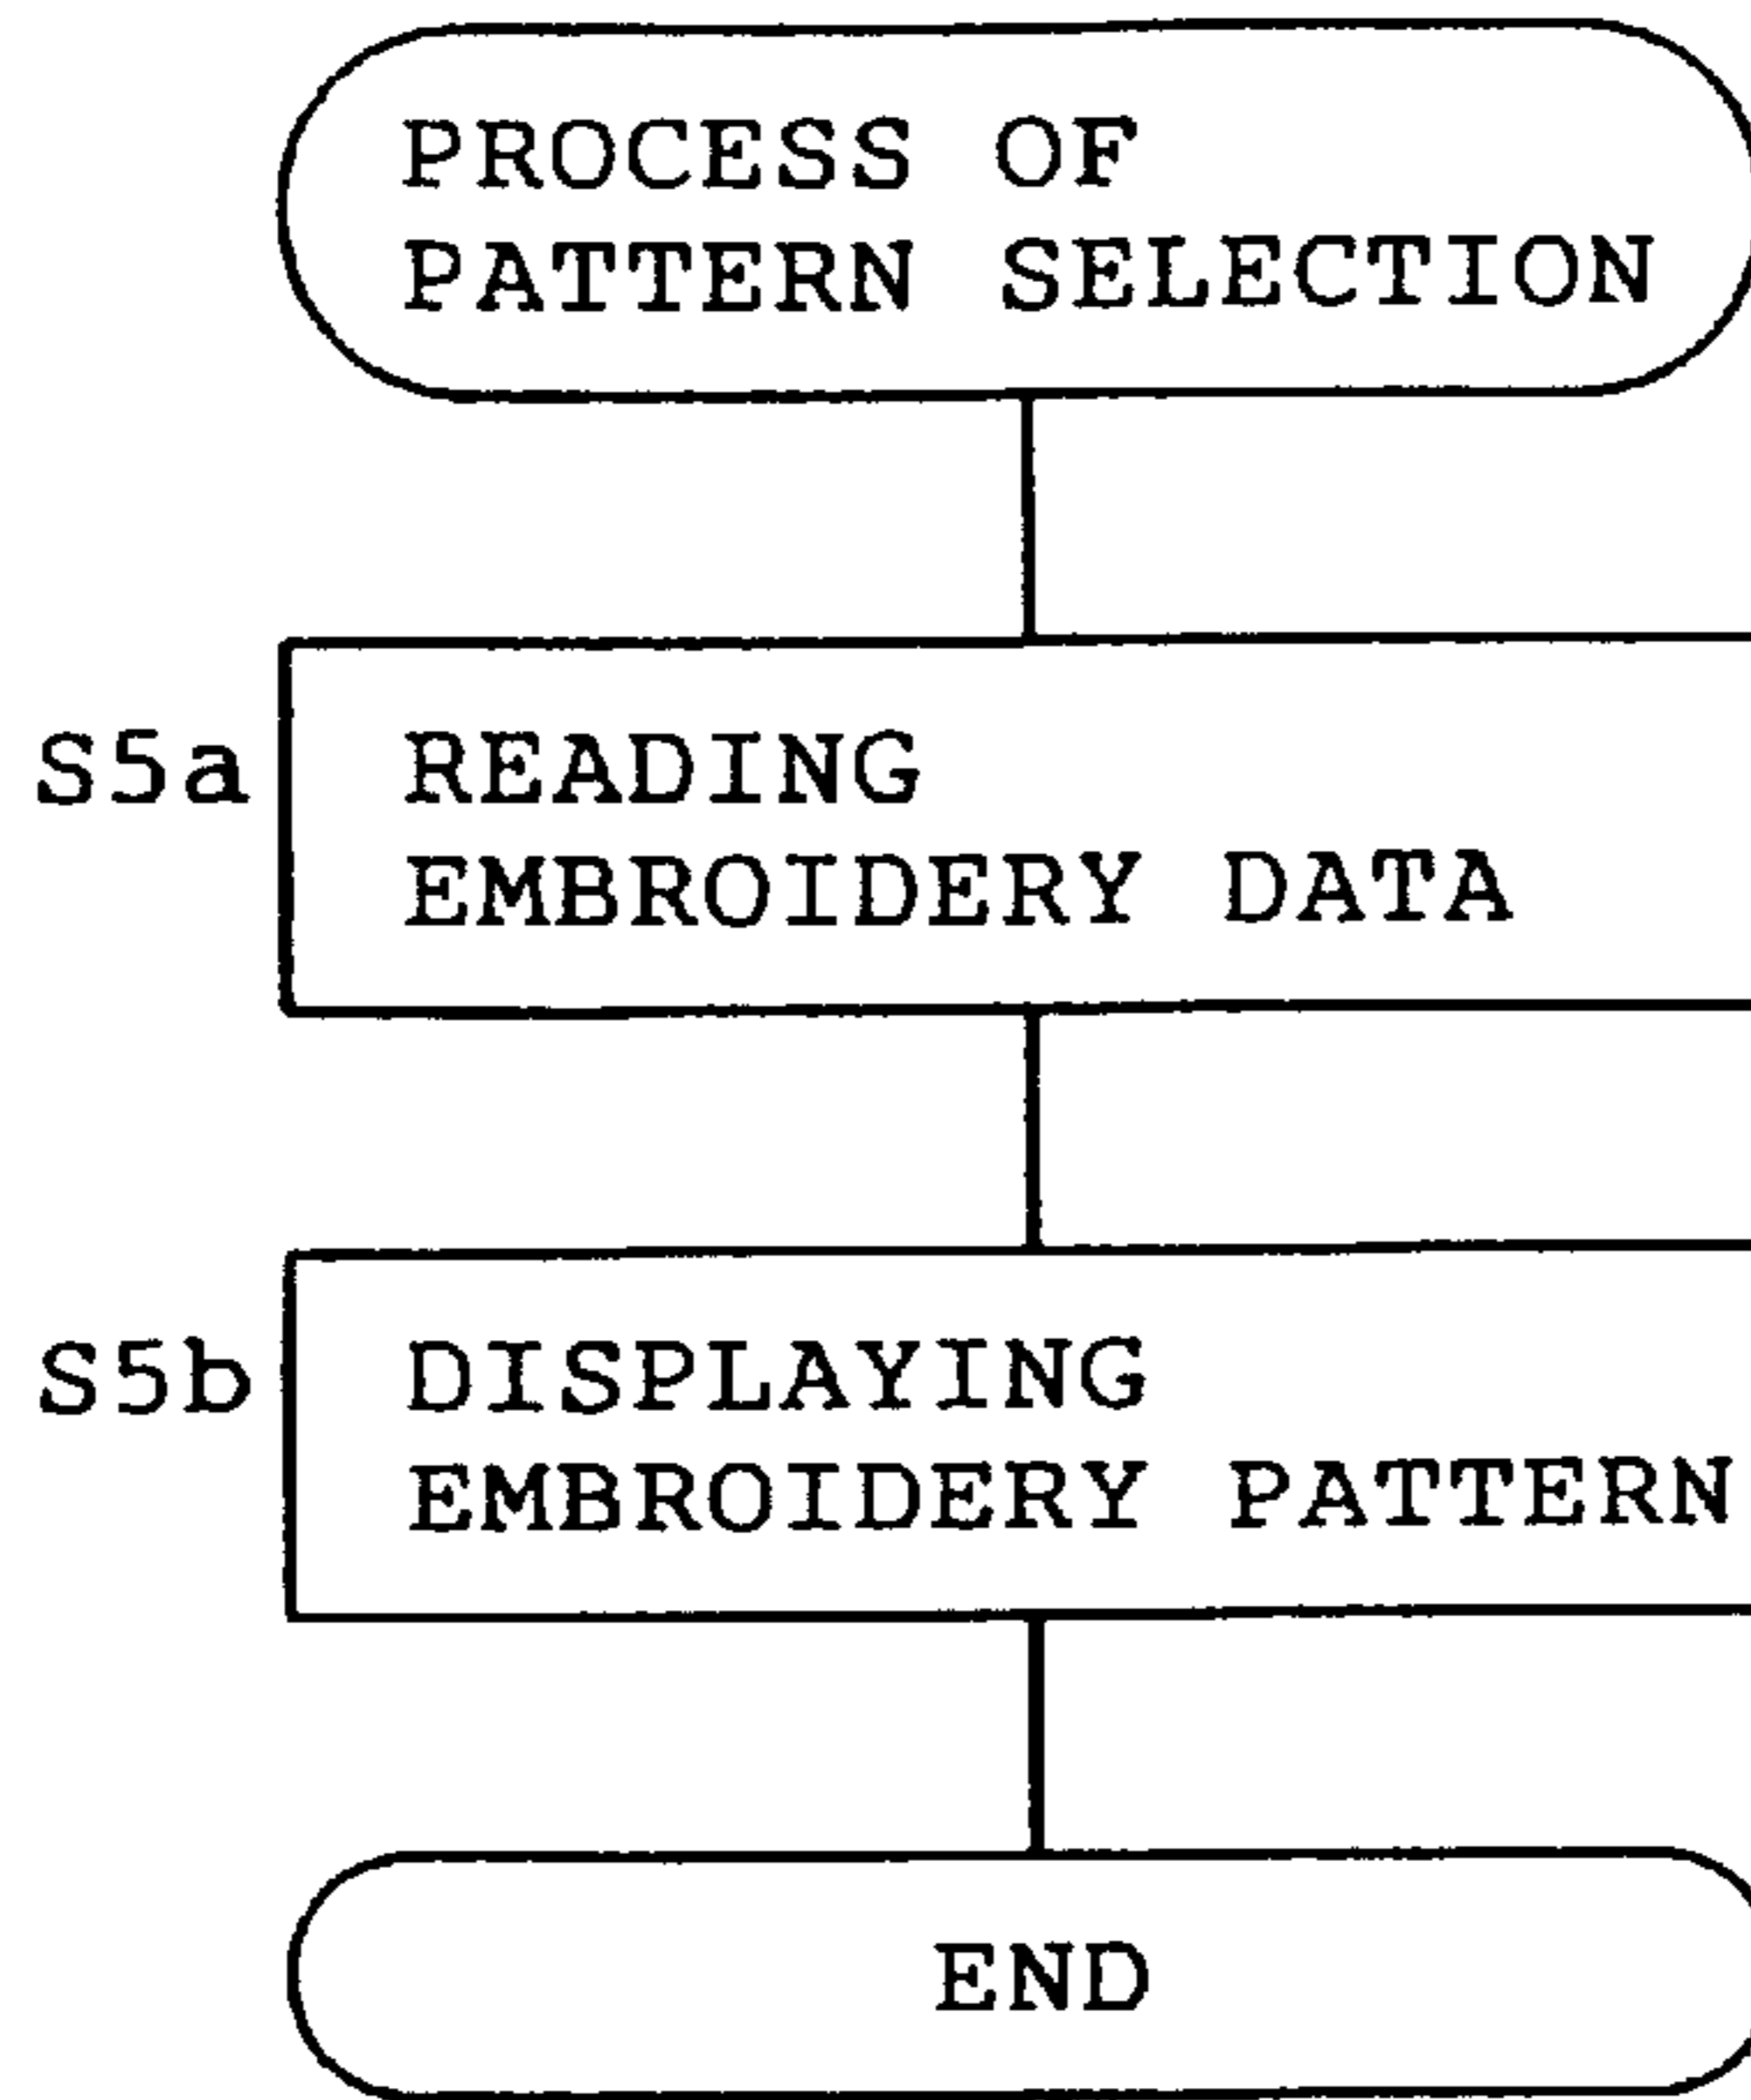 PROCESS OF
PATTERN SELECTION
S5a
READING
EMBROIDERY DATA
S5b
DISPLAYING
EMBROIDERY PATTERN
END